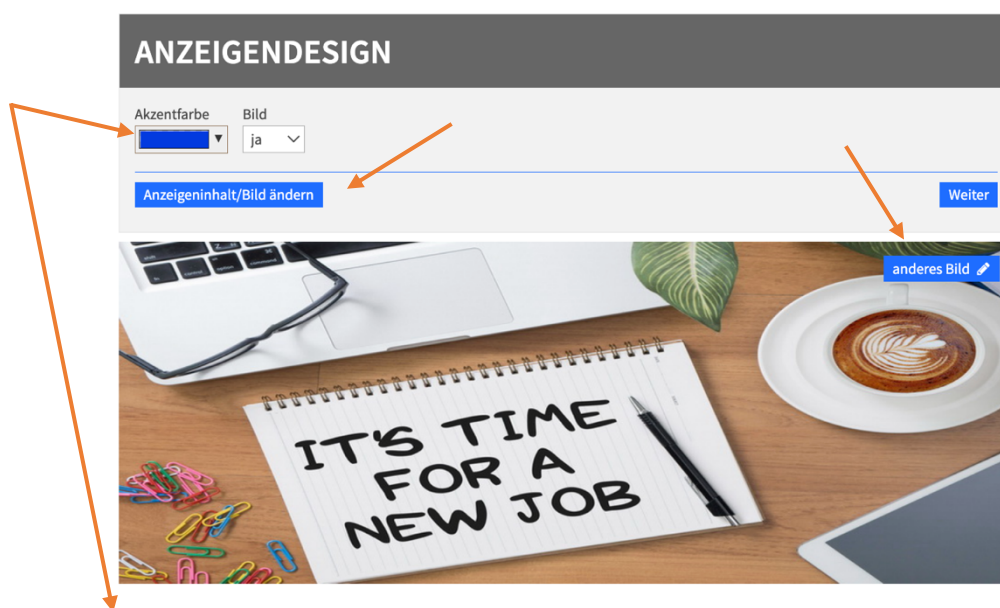 ANZEIGENDESIGN
Akzentfarbe Bild
ja
Anzeigeninhalt/Bild ändern Weiter
anderes Bild
IT'S TIME
FOR A
NEW JOB